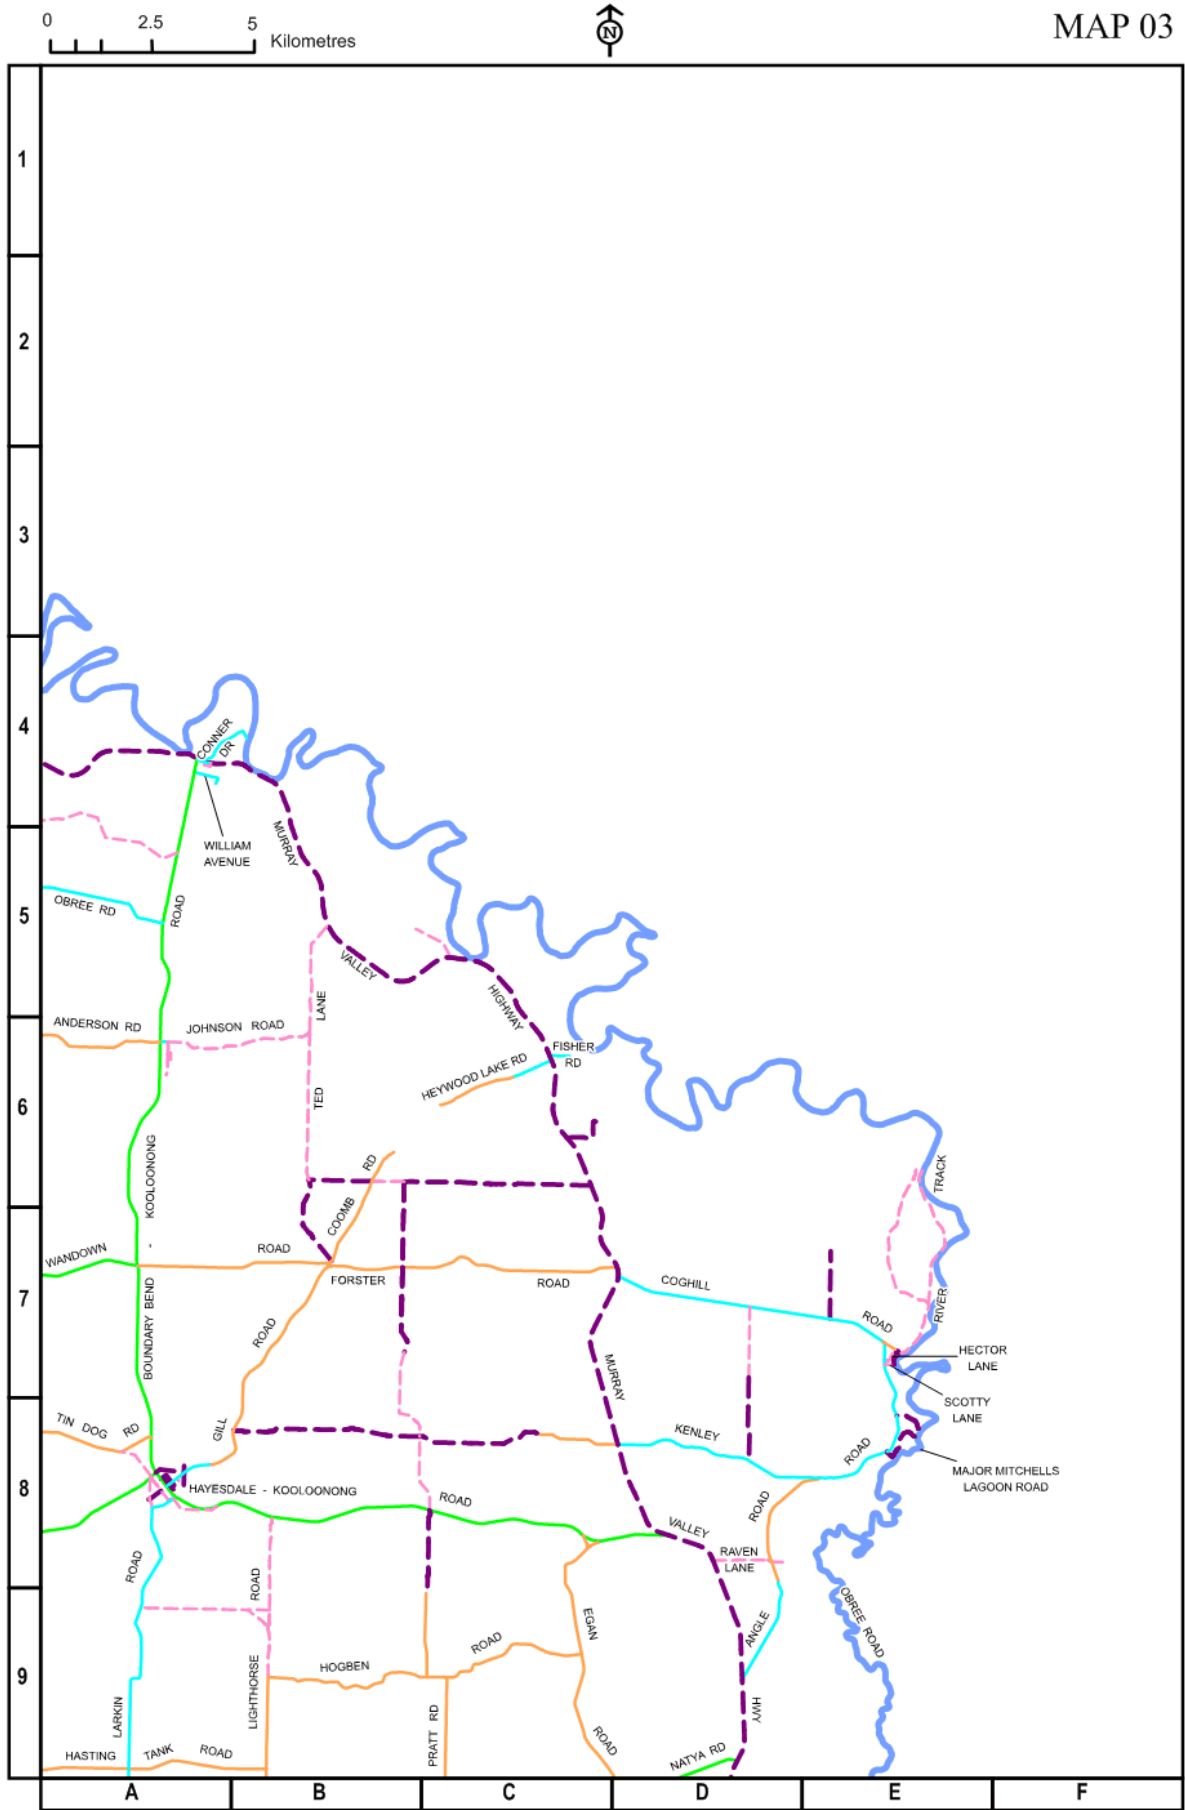 0 2.5 5
Kilometres
N
MAP 03
1
2
3
4
CONNER
DR
WILLIAM
AVENUE
MURRAY
5
OBREE RD
ROAD
VALLEY
HIGHWAY
LANE
ANDERSON RD
JOHNSON ROAD
FISHER
RD
HEYWOOD LAKE RD
6
TED
KOOLOONONG
RD
COOMB
TRACK
-
WANDOWN
ROAD
FORSTER
ROAD
COGHILL
7
BOUNDARY BEND
ROAD
ROAD
RIVER
HECTOR
LANE
MURRAY
SCOTTY
LANE
TIN DOG RD
GILL
KENLEY
ROAD
MAJOR MITCHELLS
LAGOON ROAD
8
HAYESDALE - KOOLOONONG
ROAD
ROAD
VALLEY
RAVEN
LANE
ROAD
ROAD
OBREE ROAD
EGAN
ANGLE
ROAD
HOGBEN
9
LIGHTHORSE
LARKIN
PRATT RD
HWY
ROAD
NATYA RD
HASTING TANK ROAD
A B C D E F